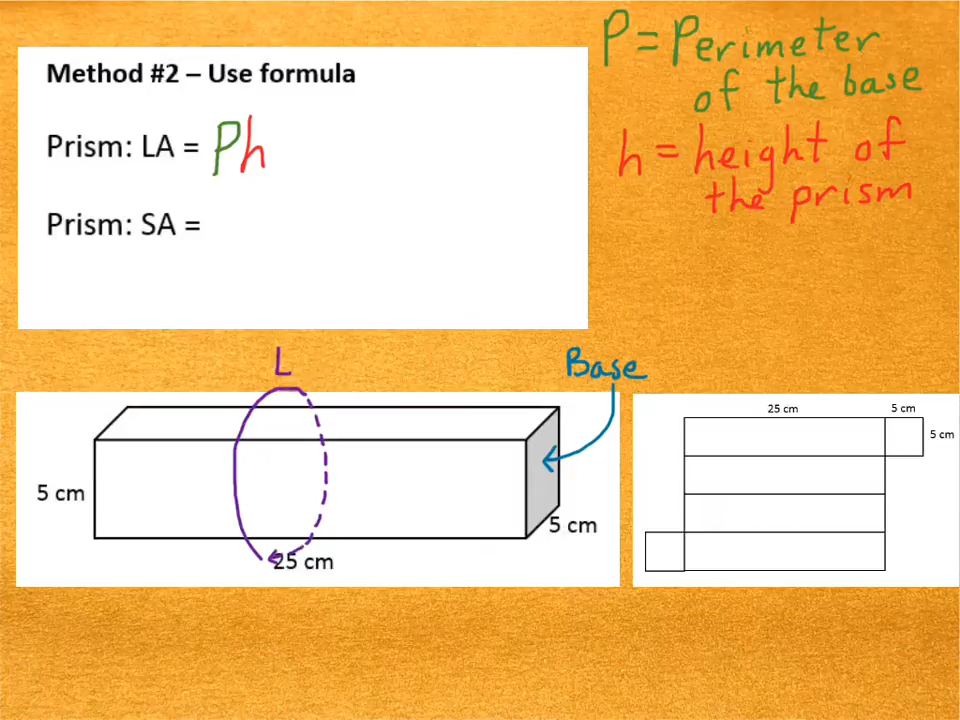 P = Perimeter
of the base
Method #2 – Use formula
Prism: LA = Ph
h = height of
the prism
Prism: SA =
L
Base
5 cm
5 cm
25 cm
25 cm
5 cm
5 cm